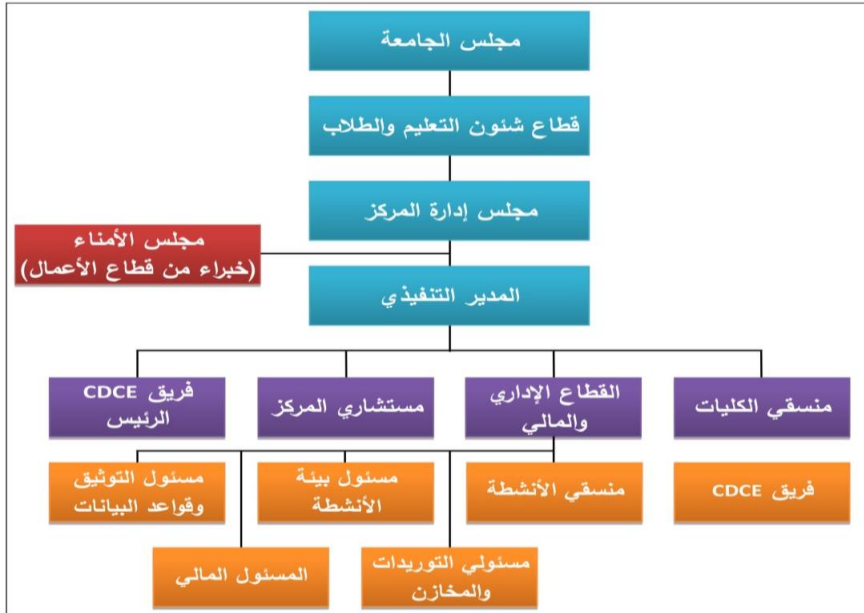 مجلس الجامعة
قطاع شئون التعليم والطلاب
مجلس إدارة المركز
مجلس الأمناء
(خبراء من قطاع الأعمال)
المدير التنفيذي
منسقي الكليات
القطاع الإداري
والمالي
مستشاري المركز
فريق CDCE
الرئيس
فريق CDCE
منسقي الأنشطة
مسئول بيئة
الأنشطة
مسئول التوثيق
وقواعد البيانات
مسئولي التوريدات
والمخازن
المسئول المالي